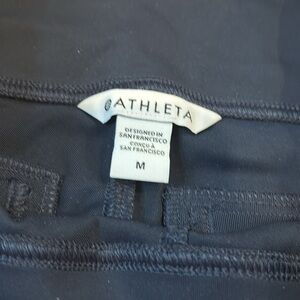 ATHLETA
DESIGNED IN
SAN FRANCISCO
CONÇU À
SAN FRANCISCO
M